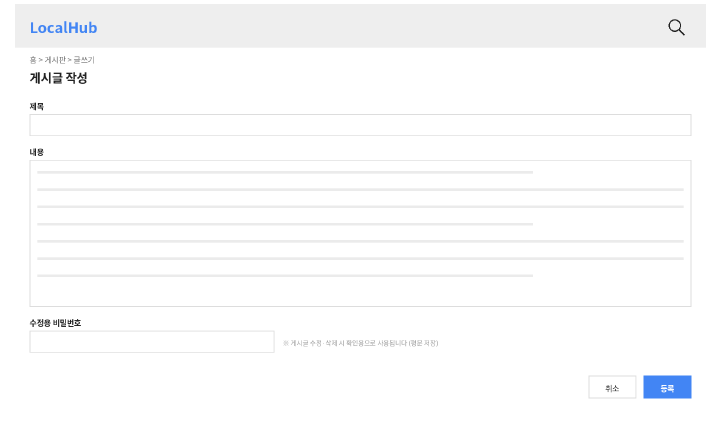 LocalHub
홈 > 게시판 > 글쓰기
게시글 작성
제목
내용
수정용 비밀번호
※ 게시글 수정·삭제 시 확인용으로 사용됩니다 (평문 저장)
취소
등록